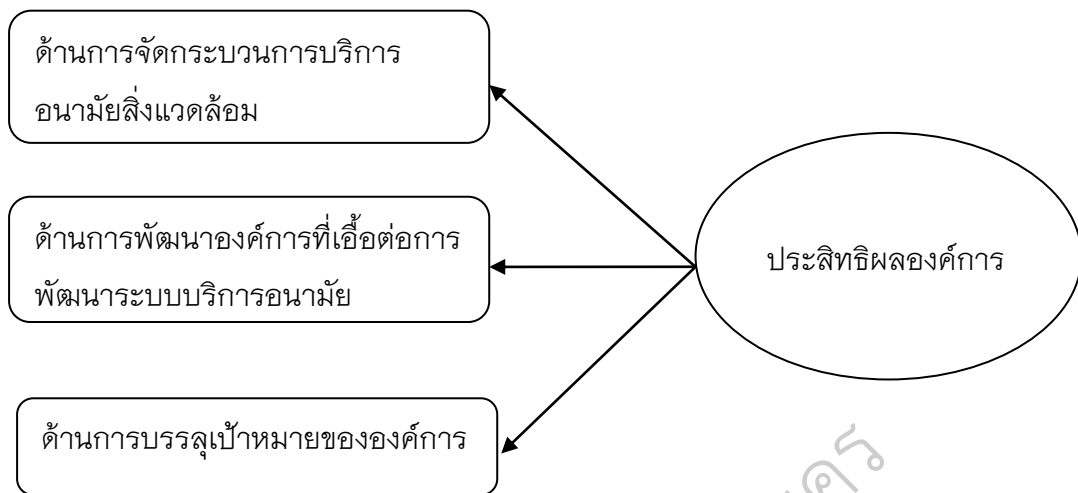 ด้านการจัดกระบวนการบริการ
อนามัยสิ่งแวดล้อม
ด้านการพัฒนาองค์การที่เอื้อต่อการ
พัฒนาระบบบริการอนามัย
ประสิทธิผลองค์การ
ด้านการบรรลุเป้าหมายขององค์การ